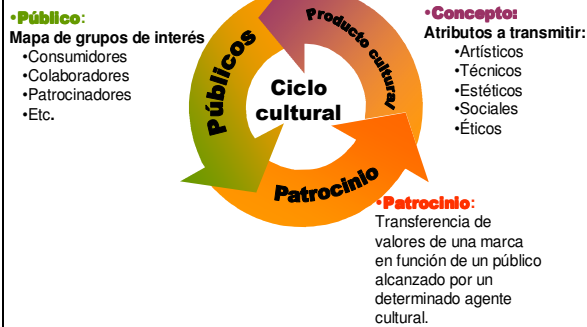 •Público:
Mapa de grupos de interés
•Consumidores
•Colaboradores
•Patrocinadores
•Etc.
Públicos
Producto cultural
Ciclo
cultural
Patrocinio
•Concepto:
Atributos a transmitir:
•Artísticos
•Técnicos
•Estéticos
•Sociales
•Éticos
•Patrocinio:
Transferencia de
valores de una marca
en función de un público
alcanzado por un
determinado agente
cultural.